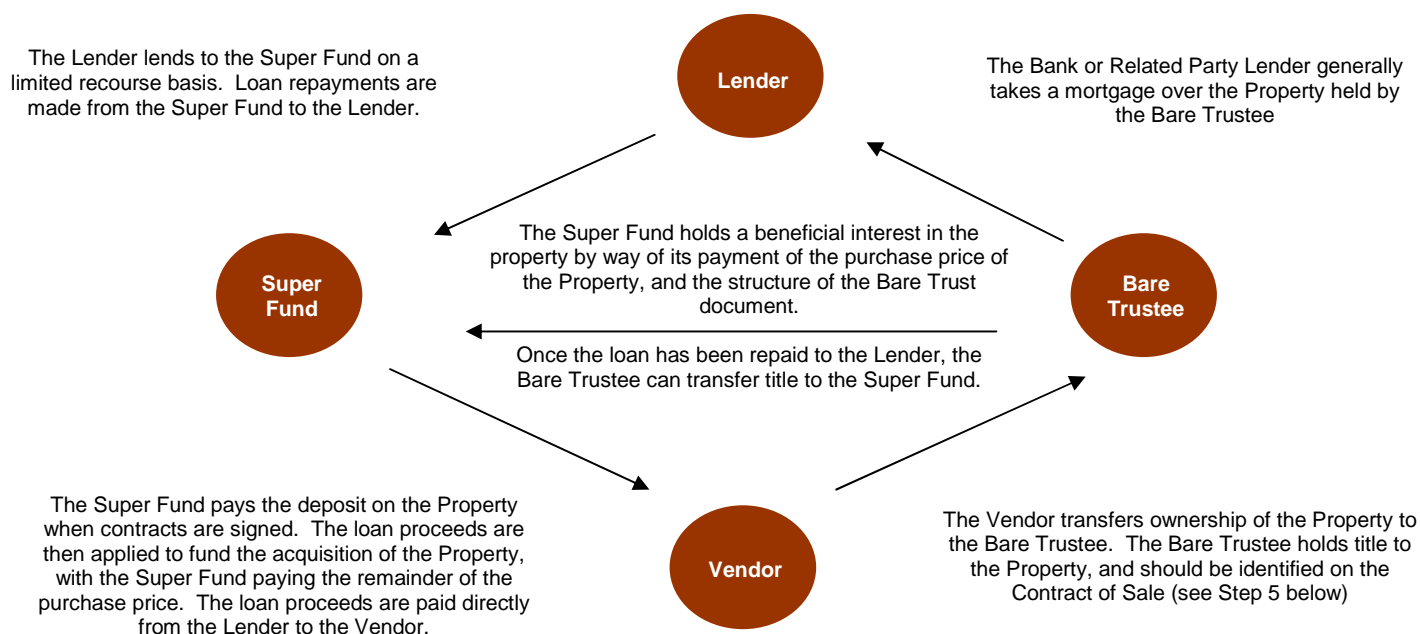 The Lender lends to the Super Fund on a
limited recourse basis. Loan repayments are
made from the Super Fund to the Lender.
Lender
The Bank or Related Party Lender generally
takes a mortgage over the Property held by
the Bare Trustee
Super
Fund
The Super Fund holds a beneficial interest in the
property by way of its payment of the purchase price of
the Property, and the structure of the Bare Trust
document.
Once the loan has been repaid to the Lender, the
Bare Trustee can transfer title to the Super Fund.
Bare
Trustee
The Super Fund pays the deposit on the Property
when contracts are signed. The loan proceeds are
then applied to fund the acquisition of the Property,
with the Super Fund paying the remainder of the
purchase price. The loan proceeds are paid directly
from the Lender to the Vendor.
Vendor
The Vendor transfers ownership of the Property to
the Bare Trustee. The Bare Trustee holds title to
the Property, and should be identified on the
Contract of Sale (see Step 5 below)